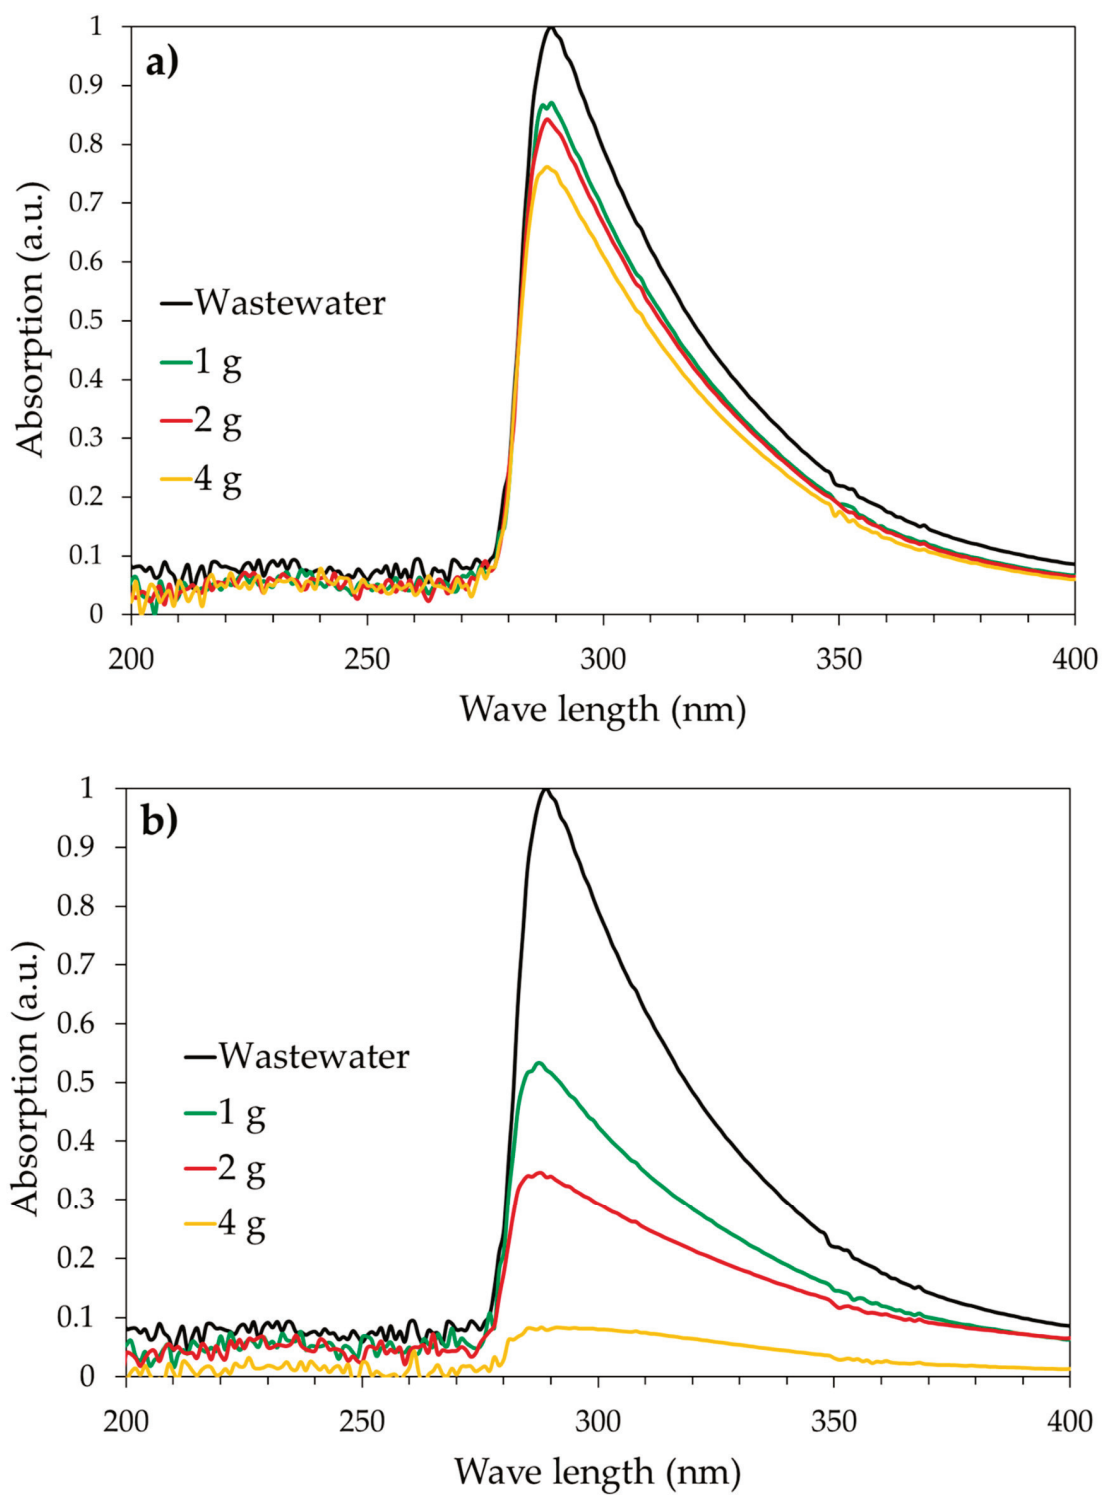 a)
1
0.9
0.8
0.7
0.6
0.5
0.4
0.3
0.2
0.1
0
Absorption (a.u.)
Wastewater
1 g
2 g
4 g
200 250 300 350 400
Wave length (nm)
b)
1
0.9
0.8
0.7
0.6
0.5
0.4
0.3
0.2
0.1
0
Absorption (a.u.)
Wastewater
1 g
2 g
4 g
200 250 300 350 400
Wave length (nm)